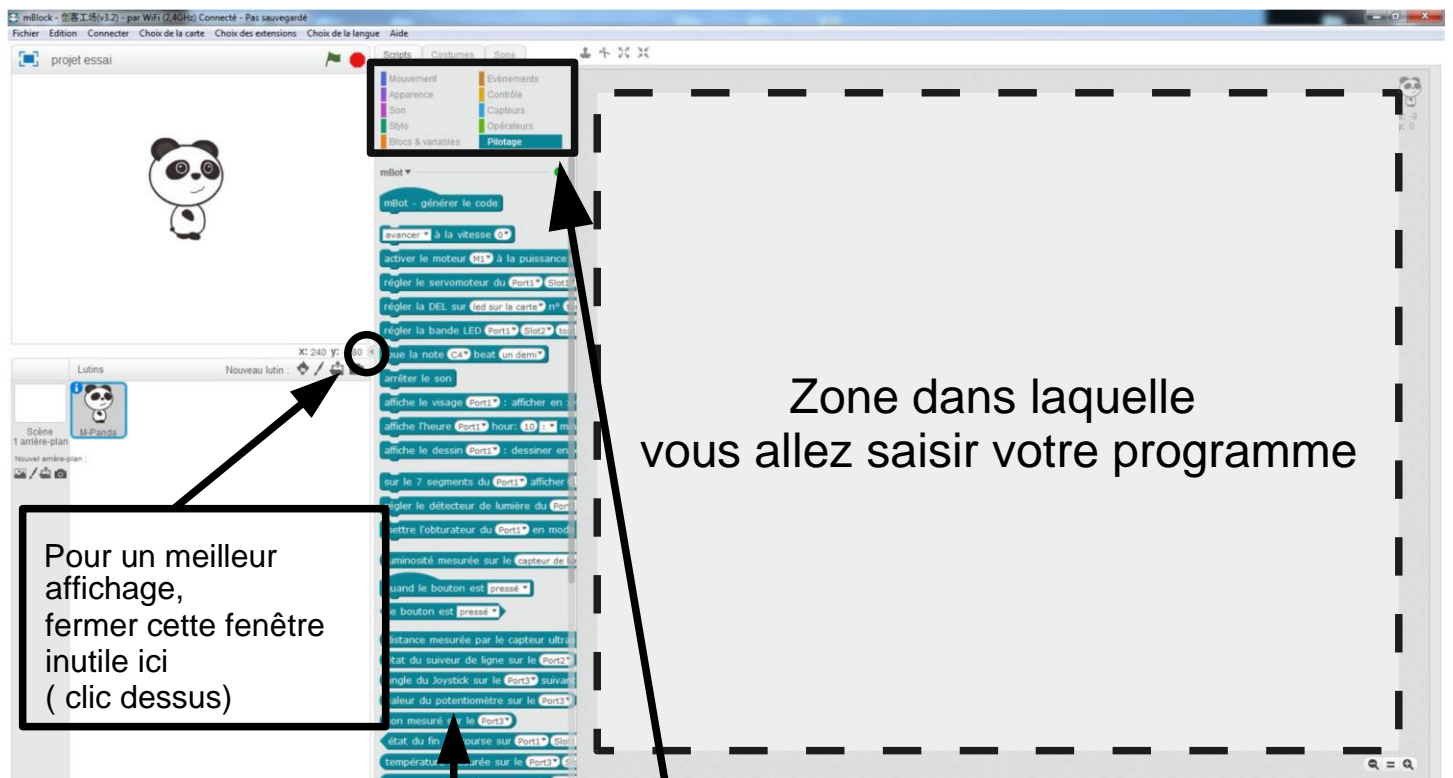 mBlock - 创客工场(v3.2) - par WiFi (2,4GHz) Connecté - Pas sauvegardé
Fichier Edition Connecter Choix de la carte Choix des extensions Choix de la langue Aide
projet essai
Scripts Costumes Sons
Mouvement Evènements
Apparence Contrôle
Son Capteurs
Stylo Opérateurs
Blocs & variables Pilotage
mBot
mBot - générer le code
avancer à la vitesse 0
activer le moteur M1 à la puissance
régler le servomoteur du Port1 Slot1
régler la DEL sur led sur la carte n°
régler la bande LED Port1 Slot2
joue la note C4 beat un demi
arrêter le son
affiche le visage Port1 : afficher en
affiche l'heure Port1 hour: 10 :
affiche le dessin Port1 : dessiner en
sur le 7 segments du Port1 afficher
régler le détecteur de lumière du
mettre l'obturateur du Port1 en
luminosité mesurée sur le capteur de
quand le bouton est pressé
le bouton est pressé
distance mesurée par le capteur
état du suiveur de ligne sur le Port2
angle du Joystick sur le Port3
valeur du potentiomètre sur le Port3
son mesuré sur le Port3
état du fin course sur Port1
température sur le Port3
X: 240 y:
Lutins Nouveau lutin :
Scène
1 arrière-plan
M-Panda
Nouvel arrière-plan :
Pour un meilleur
affichage,
fermer cette fenêtre
inutile ici
( clic dessus)
Zone dans laquelle
vous allez saisir votre programme
y: 0